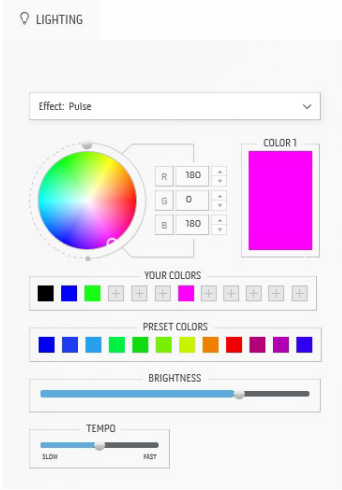 LIGHTING
Effect: Pulse
COLOR 1
R 180
G 0
B 180
YOUR COLORS
PRESET COLORS
BRIGHTNESS
TEMPO
SLOW FAST